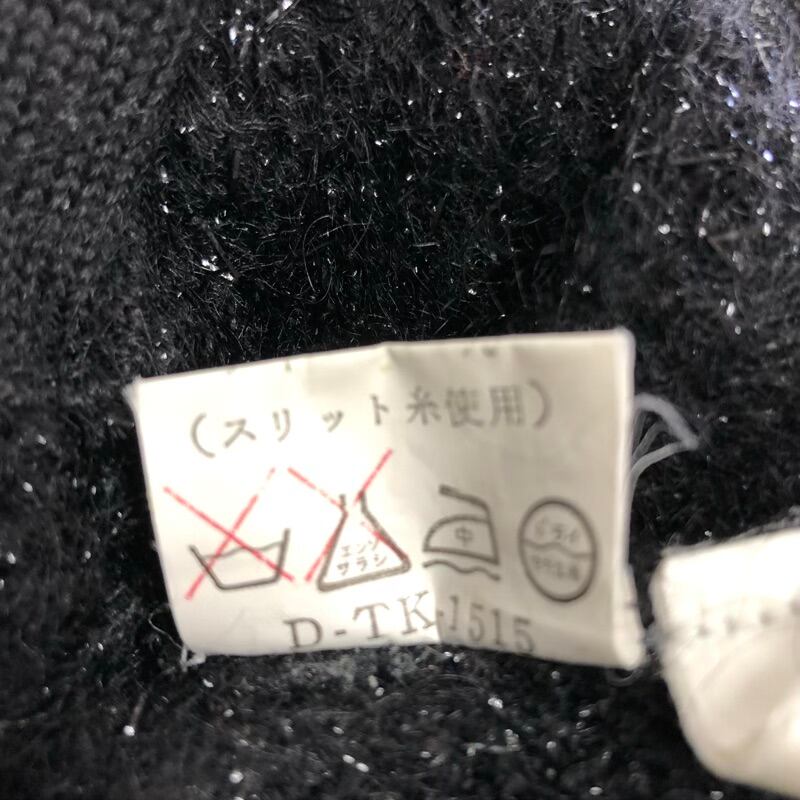 (スリット糸使用)
エンソ
サラシ
中
ドライ
D-TK-1515